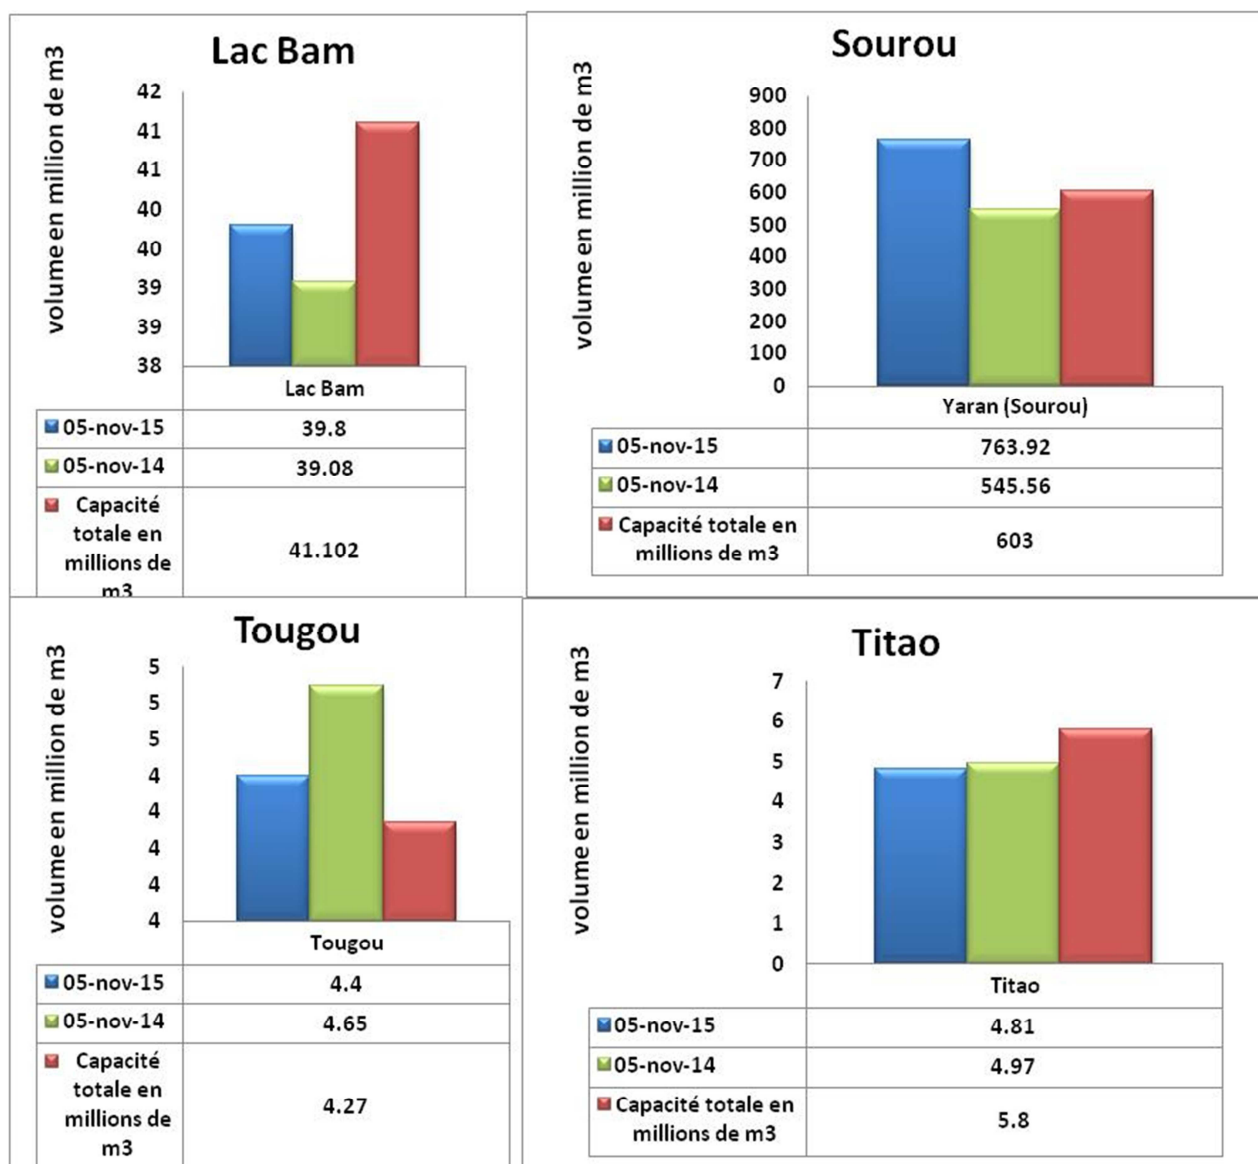 Lac Bam
volume en million de m3
42
41
41
40
40
39
39
38
Lac Bam
05-nov-15 39.8
05-nov-14 39.08
Capacité
totale en
millions de
m3
41.102
Sourou
volume en million de m3
900
800
700
600
500
400
300
200
100
0
Yaran (Sourou)
05-nov-15 763.92
05-nov-14 545.56
Capacité totale en
millions de m3
603
Tougou
volume en million de m3
5
5
5
4
4
4
4
4
Tougou
05-nov-15 4.4
05-nov-14 4.65
Capacité
totale en
millions de
m3
4.27
Titao
volume en million de m3
7
6
5
4
3
2
1
0
Titao
05-nov-15 4.81
05-nov-14 4.97
Capacité totale en
millions de m3
5.8